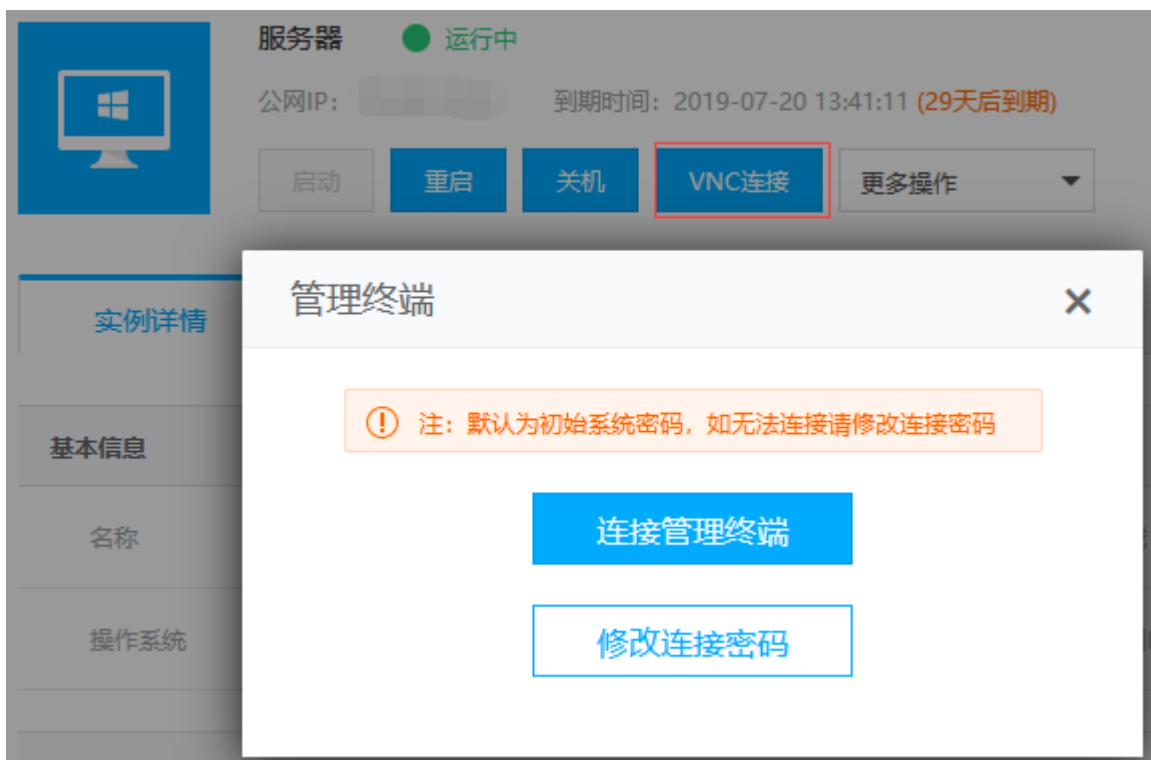 服务器 运行中
公网IP: 到期时间：2019-07-20 13:41:11 (29天后到期)
启动 重启 关机 VNC连接 更多操作
管理终端
实例详情
注：默认为初始系统密码，如无法连接请修改连接密码
基本信息
连接管理终端
名称
修改连接密码
操作系统